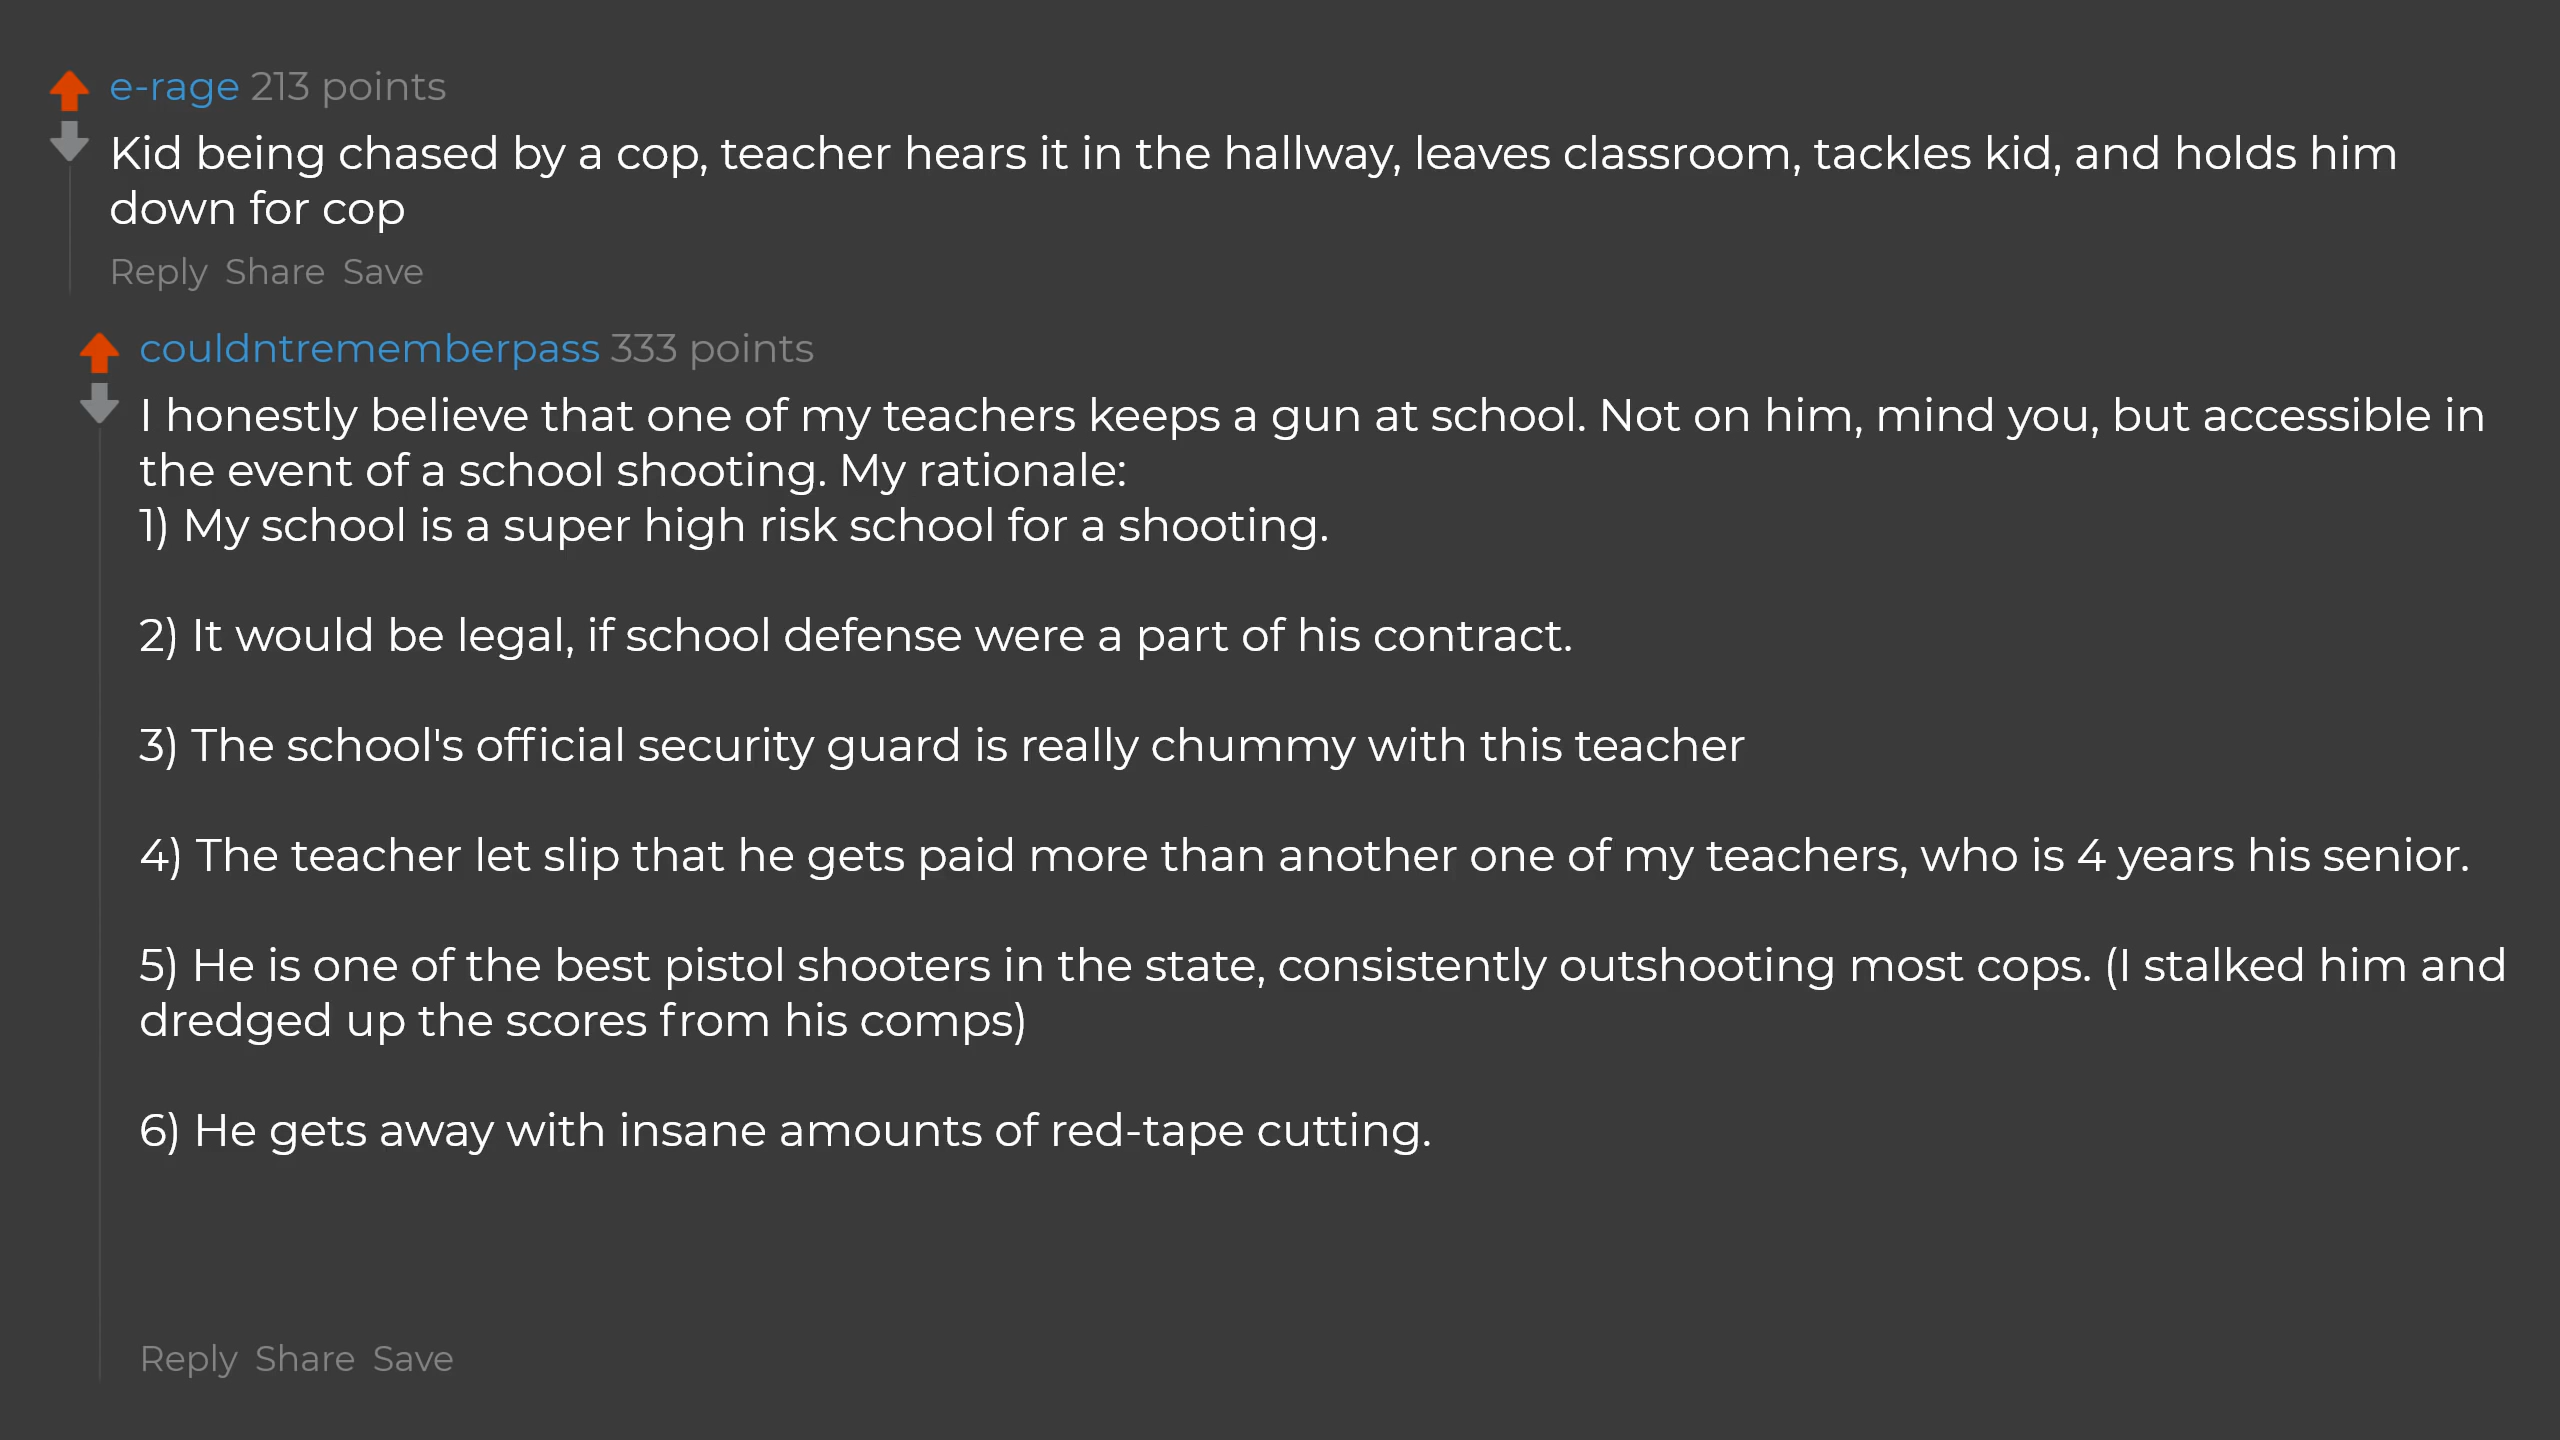 e-rage 213 points
Kid being chased by a cop, teacher hears it in the hallway, leaves classroom, tackles kid, and holds him
down for cop
Reply Share Save
couldntrememberpass 333 points
I honestly believe that one of my teachers keeps a gun at school. Not on him, mind you, but accessible in
the event of a school shooting. My rationale:
1) My school is a super high risk school for a shooting.
2) It would be legal, if school defense were a part of his contract.
3) The school's official security guard is really chummy with this teacher
4) The teacher let slip that he gets paid more than another one of my teachers, who is 4 years his senior.
5) He is one of the best pistol shooters in the state, consistently outshooting most cops. (I stalked him and
dredged up the scores from his comps)
6) He gets away with insane amounts of red-tape cutting.
Reply Share Save